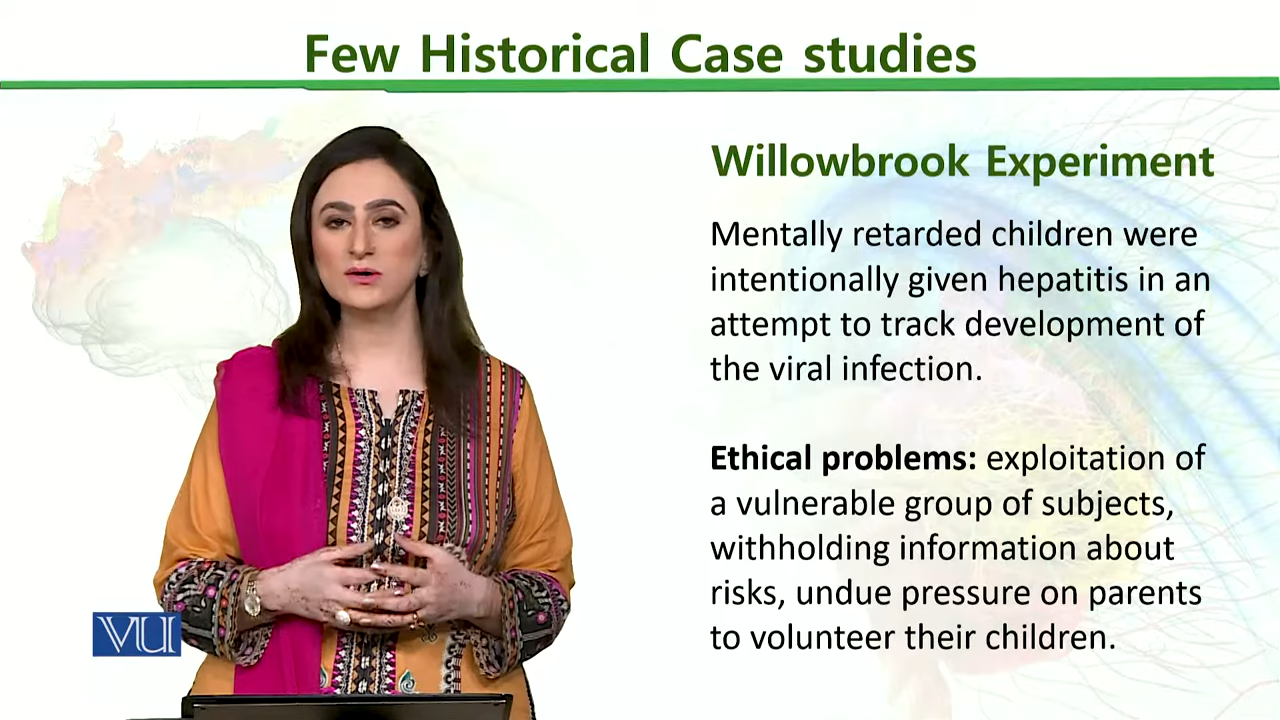 Few Historical Case studies
Willowbrook Experiment
Mentally retarded children were
intentionally given hepatitis in an
attempt to track development of
the viral infection.
Ethical problems: exploitation of
a vulnerable group of subjects,
withholding information about
risks, undue pressure on parents
to volunteer their children.
VU